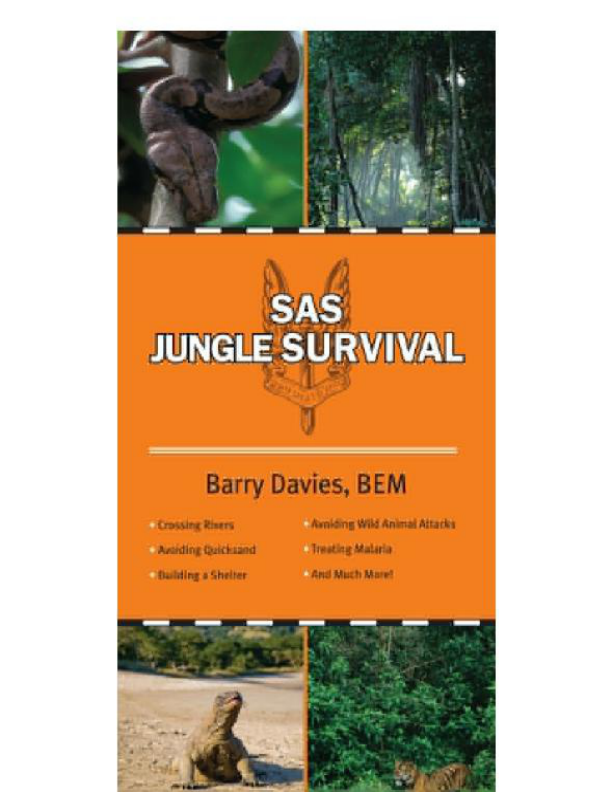 SAS
JUNGLE SURVIVAL
Barry Davies, BEM
• Crossing Rivers
• Avoiding Quicksand
• Building a Shelter
• Avoiding Wild Animal Attacks
• Treating Malaria
• And Much More!